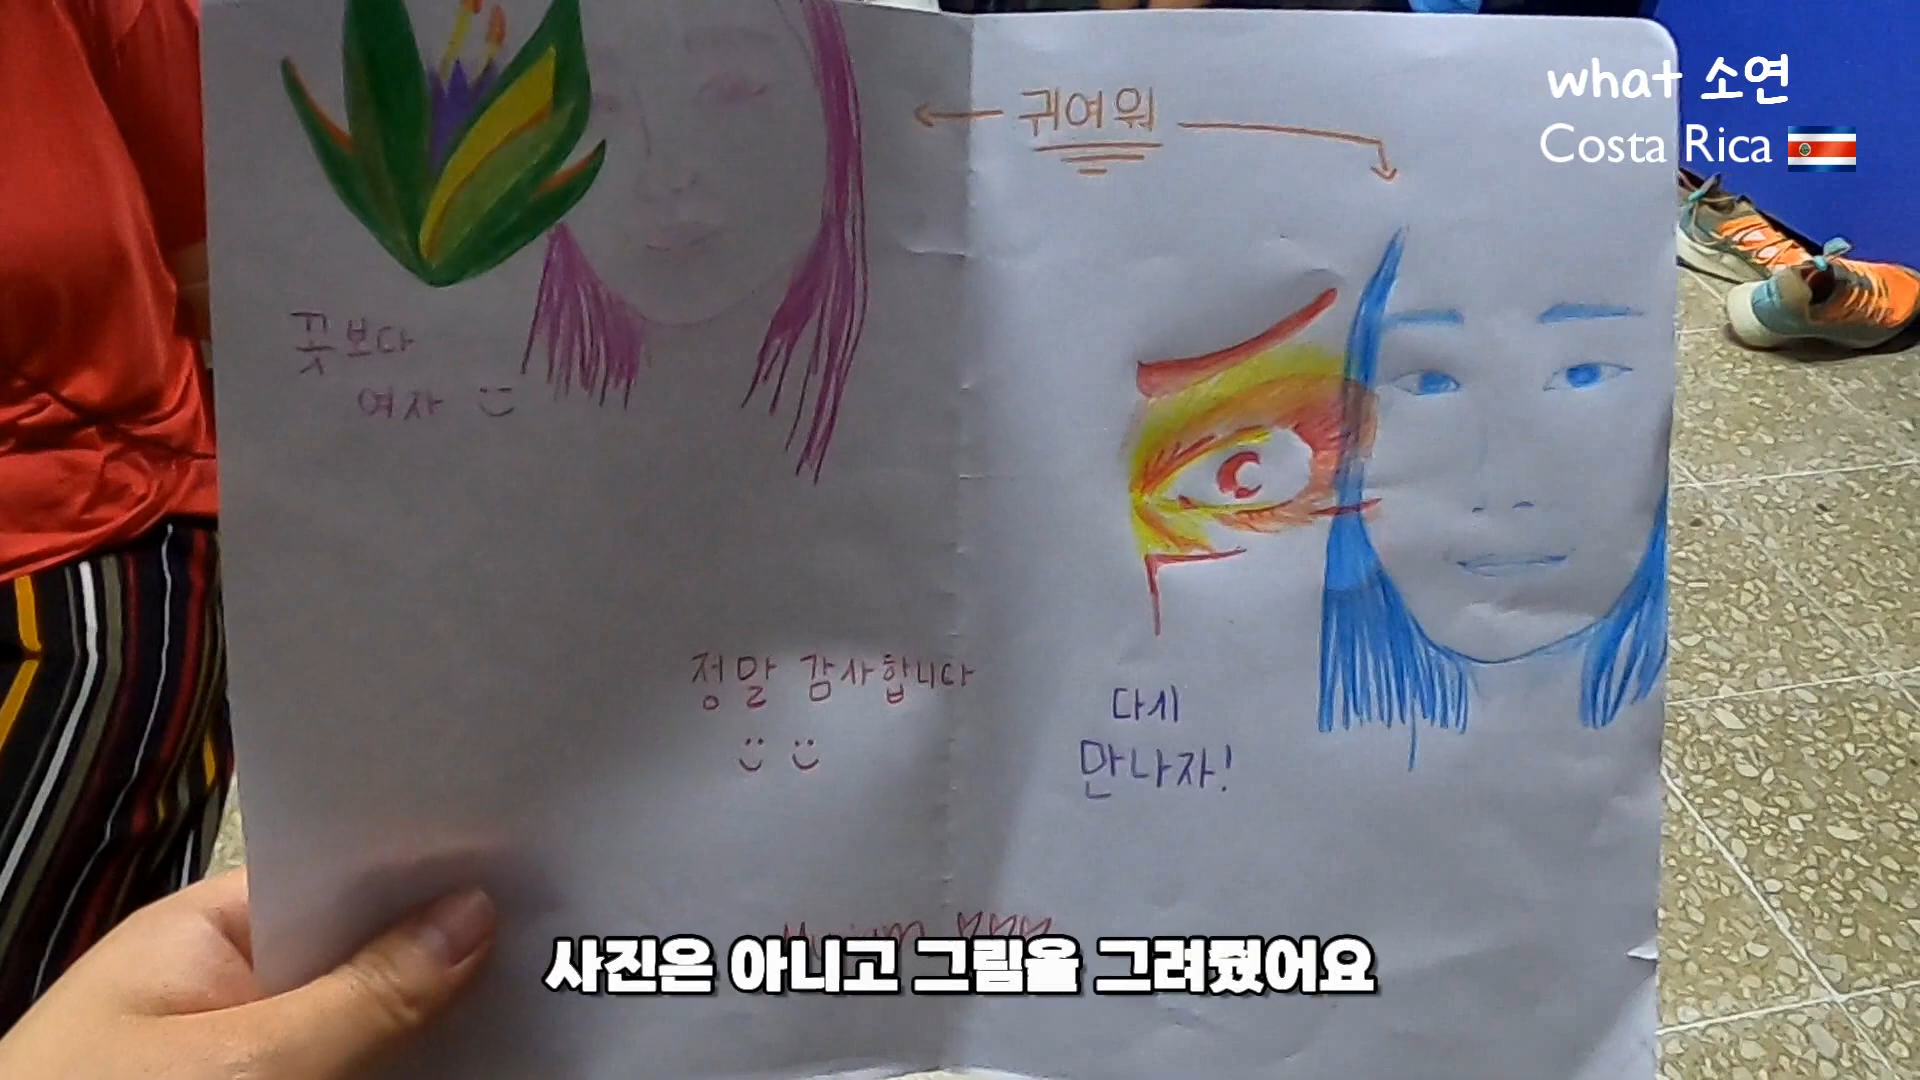 what 소연
Costa Rica
귀여워
꽃보다
여자 :)
정말 감사합니다
다시
만나자!
사진은 아니고 그림을 그려줬어요